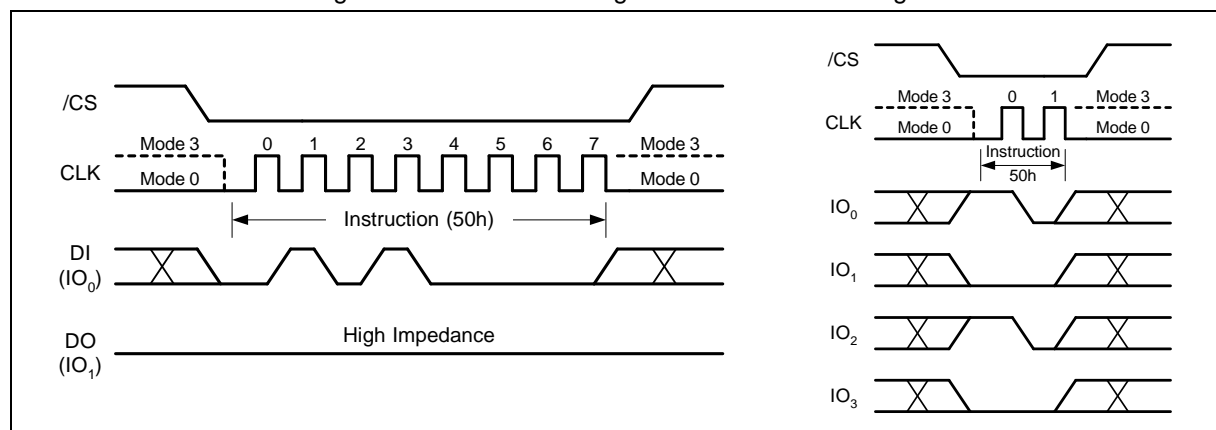 /CS
Mode 3 0 1 2 3 4 5 6 7 Mode 3
CLK
Mode 0 Mode 0
Instruction (50h)
DI
(IO0)
High Impedance
DO
(IO1)
/CS
Mode 3 0 1 Mode 3
CLK
Mode 0 Mode 0
Instruction
50h
IO0
IO1
IO2
IO3